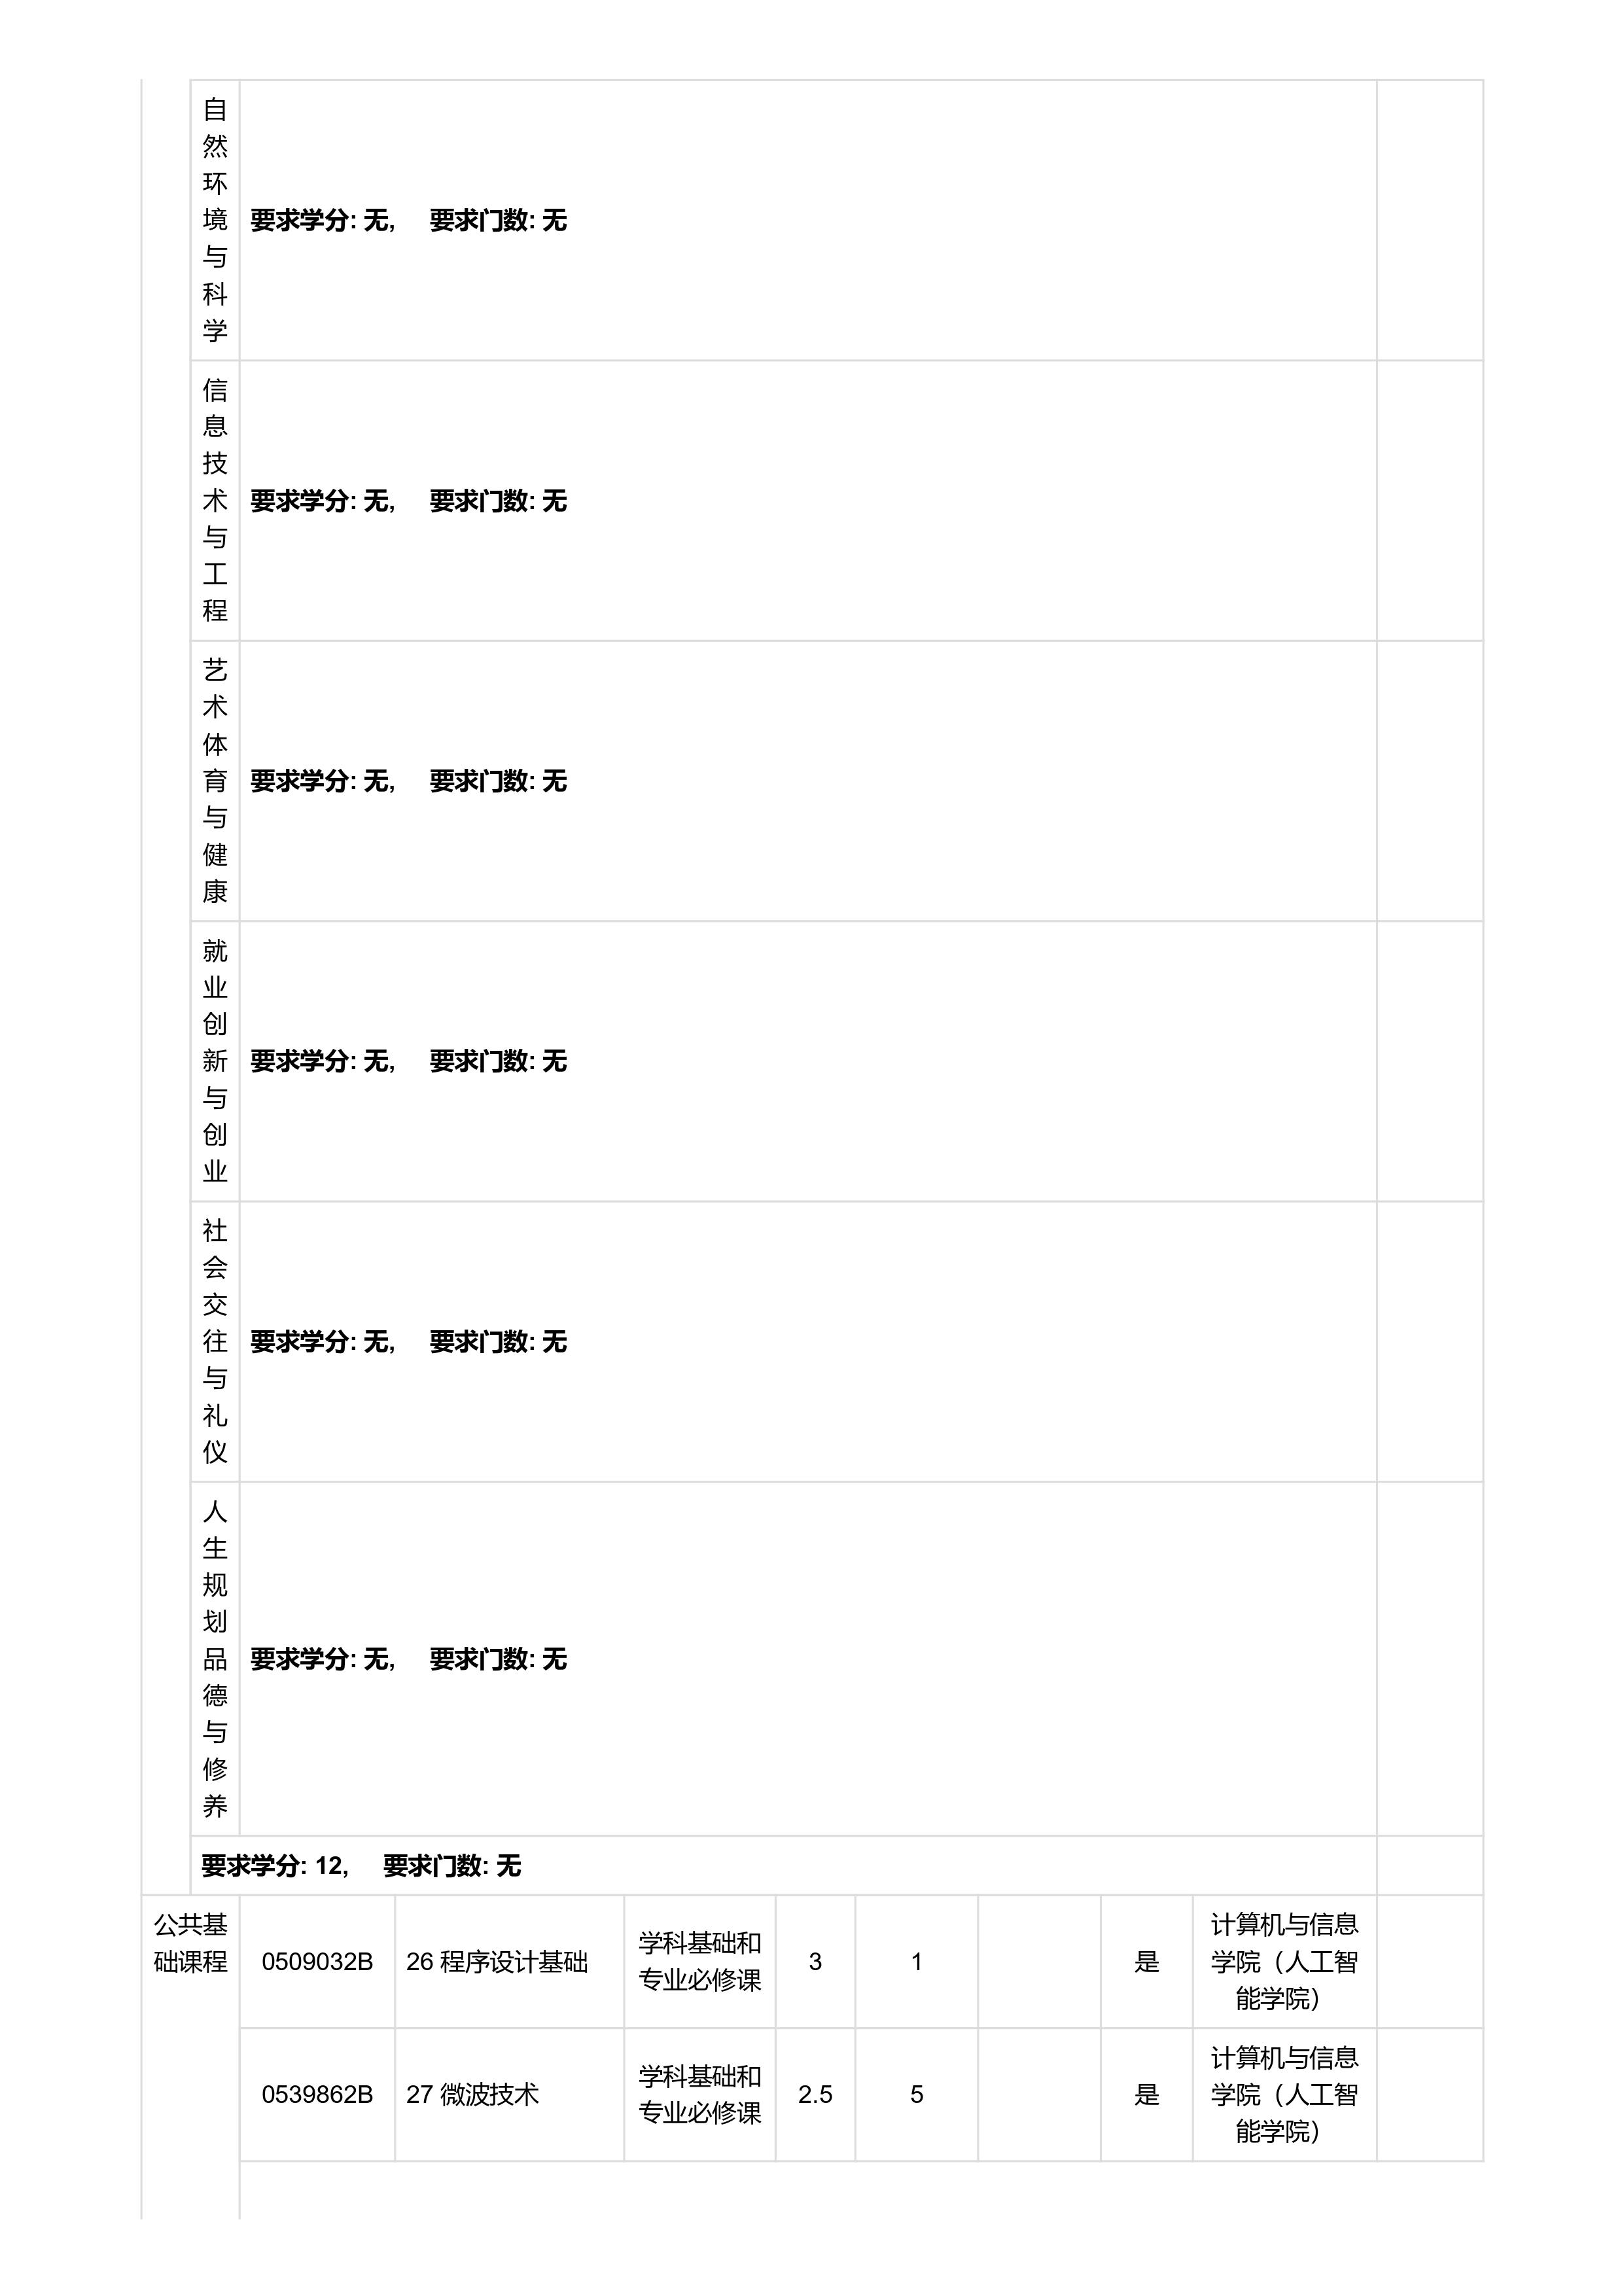 自然环境与科学
要求学分: 无, 要求门数: 无
信息技术与工程
要求学分: 无, 要求门数: 无
艺术体育与健康
要求学分: 无, 要求门数: 无
就业创新与创业
要求学分: 无, 要求门数: 无
社会交往与礼仪
要求学分: 无, 要求门数: 无
人生规划品德与修养
要求学分: 无, 要求门数: 无
要求学分: 12, 要求门数: 无
公共基
础课程
0509032B
26 程序设计基础
学科基础和
专业必修课
3
1
是
计算机与信息
学院（人工智
能学院）
0539862B
27 微波技术
学科基础和
专业必修课
2.5
5
是
计算机与信息
学院（人工智
能学院）